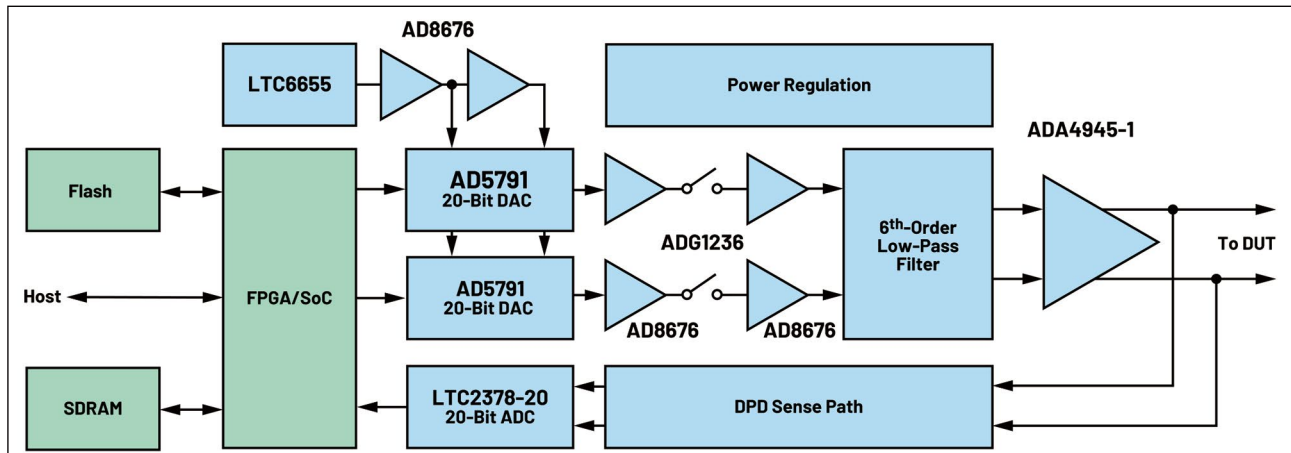 AD8676
LTC6655
Power Regulation
ADA4945-1
Flash
AD5791
20-Bit DAC
6th-Order
Low-Pass
Filter
To DUT
ADG1236
Host
FPGA/SoC
AD5791
20-Bit DAC
AD8676
AD8676
SDRAM
LTC2378-20
20-Bit ADC
DPD Sense Path